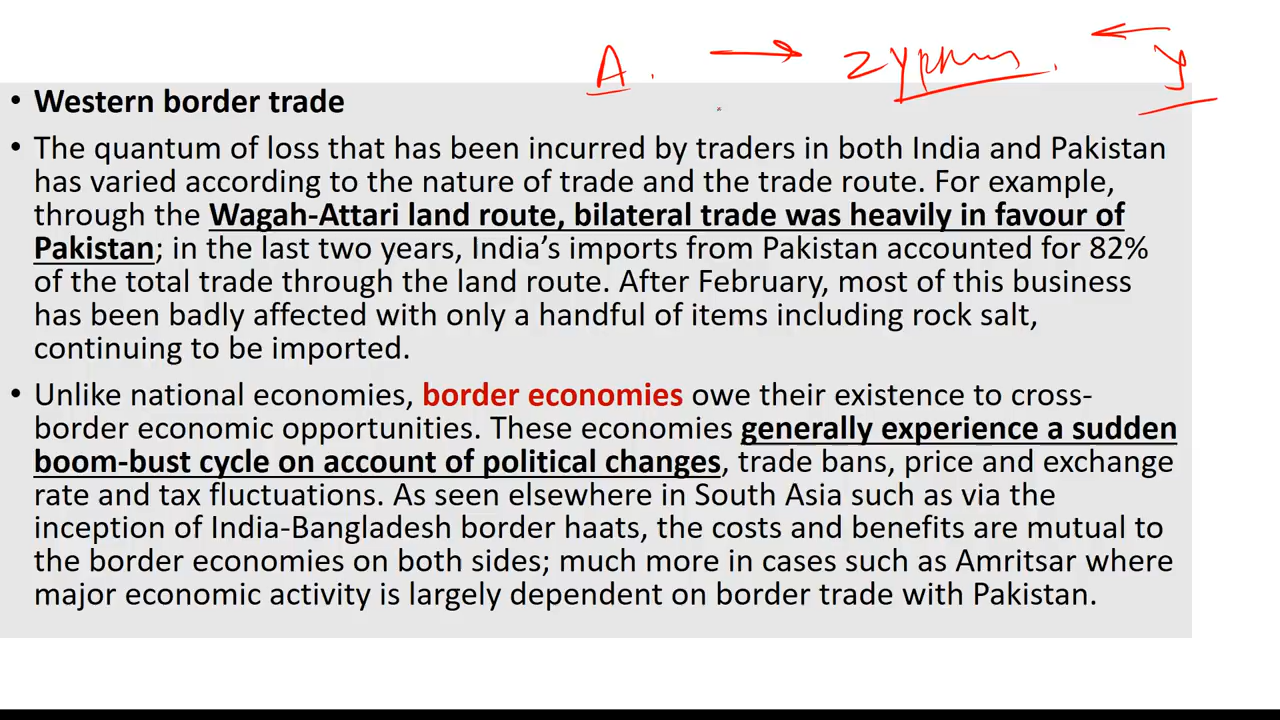 A. → zyphus. ← y
• Western border trade
• The quantum of loss that has been incurred by traders in both India and Pakistan
has varied according to the nature of trade and the trade route. For example,
through the Wagah-Attari land route, bilateral trade was heavily in favour of
Pakistan; in the last two years, India’s imports from Pakistan accounted for 82%
of the total trade through the land route. After February, most of this business
has been badly affected with only a handful of items including rock salt,
continuing to be imported.
• Unlike national economies, border economies owe their existence to cross-
border economic opportunities. These economies generally experience a sudden
boom-bust cycle on account of political changes, trade bans, price and exchange
rate and tax fluctuations. As seen elsewhere in South Asia such as via the
inception of India-Bangladesh border haats, the costs and benefits are mutual to
the border economies on both sides; much more in cases such as Amritsar where
major economic activity is largely dependent on border trade with Pakistan.